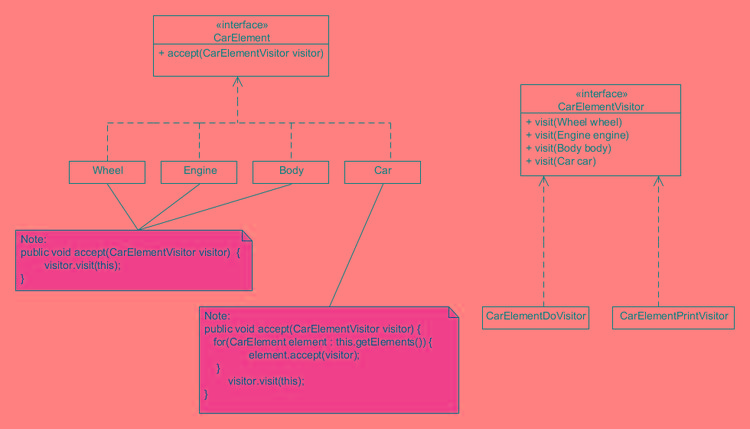 «interface»
CarElement
+ accept(CarElementVisitor visitor)
«interface»
CarElementVisitor
+ visit(Wheel wheel)
+ visit(Engine engine)
+ visit(Body body)
+ visit(Car car)
Wheel
Engine
Body
Car
Note:
public void accept(CarElementVisitor visitor) {
visitor.visit(this);
}
Note:
public void accept(CarElementVisitor visitor) {
for(CarElement element : this.getElements()) {
element.accept(visitor);
}
visitor.visit(this);
}
CarElementDoVisitor
CarElementPrintVisitor